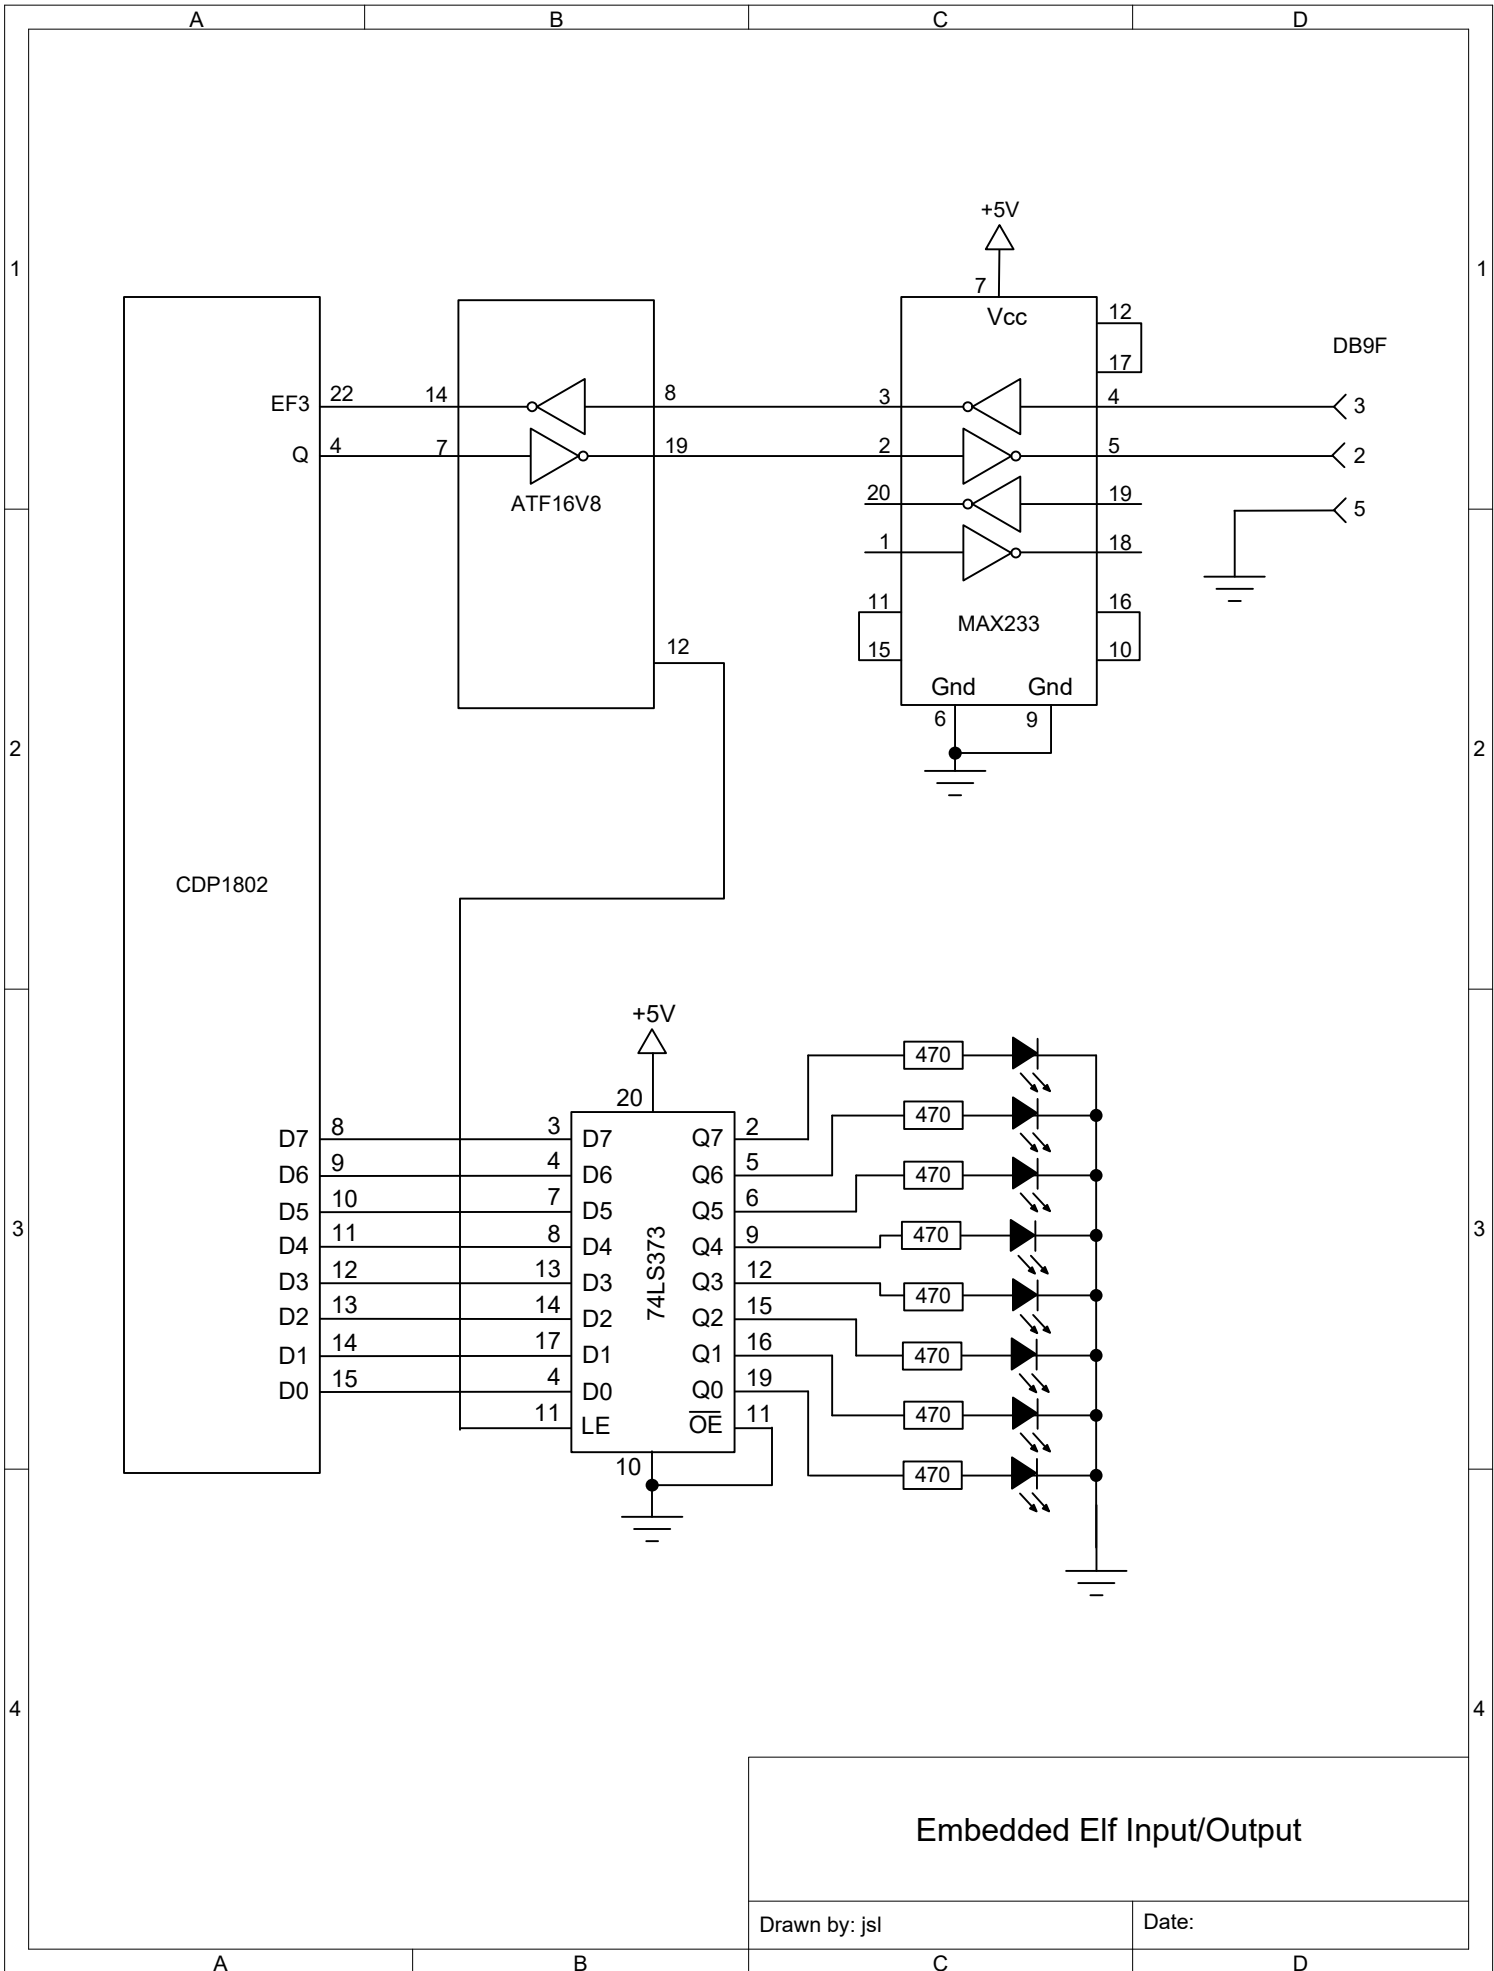 A B C D
+5V
1 7 1
Vcc 12
DB9F
17
EF3 22 14 8 3 4 3
Q 4 7 19 2 5 2
ATF16V8 20 19 5
1 18
11 16
MAX233
12 15 10
Gnd Gnd
6 9
2 2
CDP1802
+5V
470
20
470
D7 8 3 D7 Q7 2
D6 9 4 D6 Q6 5 470
D5 10 7 D5 Q5 6
3 D4 11 8 D4 Q4 9 470 3
74LS373
D3 12 13 D3 Q3 12 470
D2 13 14 D2 Q2 15
D1 14 17 D1 Q1 16 470
D0 15 4 D0 Q0 19
11 LE OE 11 470
10 470
4 4
Embedded Elf Input/Output
Drawn by: jsl Date:
A B C D